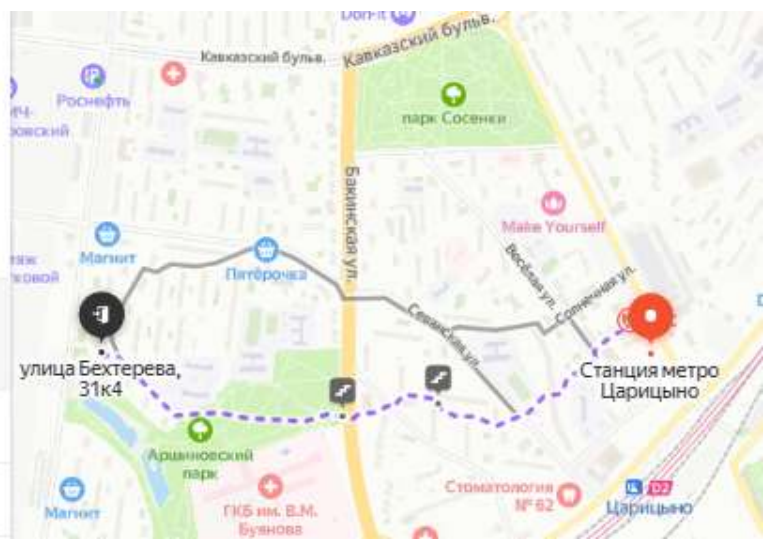 Кавказский бульв.
Кавказский бульв.
Роснефть
парк Сосенки
Бакинская ул.
Make Yourself
Магнит
Пятёрочка
Весёлая ул.
Солнечная ул.
Севанская ул.
улица Бехтерева,
31к4
Станция метро
Царицыно
Аршиновский
парк
Магнит
ГКБ им. В.М.
Буянова
Стоматология
№ 62
D2
Царицыно